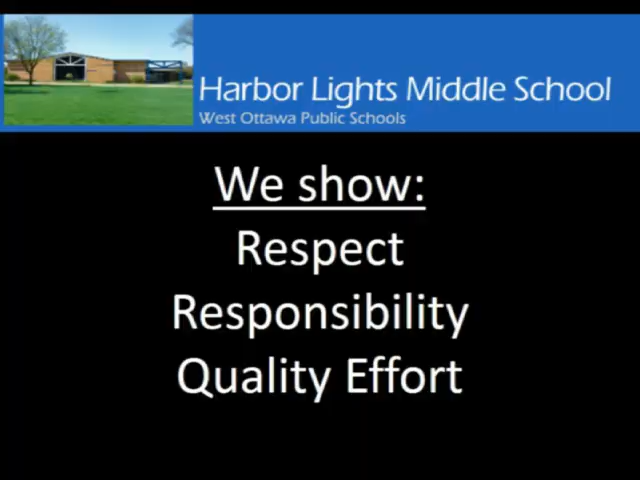 Harbor Lights Middle School
West Ottawa Public Schools
We show:
Respect
Responsibility
Quality Effort